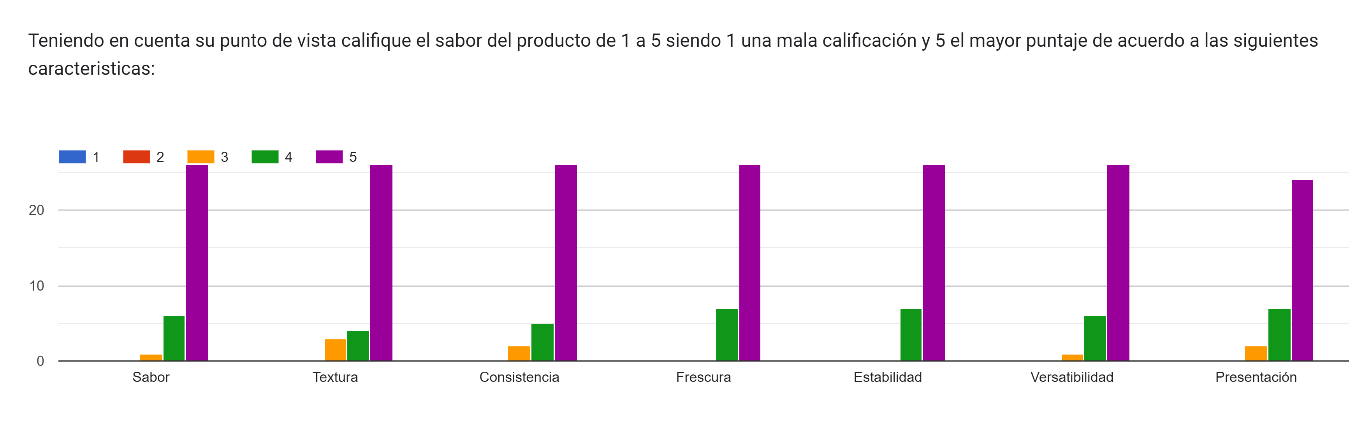 Teniendo en cuenta su punto de vista califique el sabor del producto de 1 a 5 siendo 1 una mala calificación y 5 el mayor puntaje de acuerdo a las siguientes
caracteristicas:
1 2 3 4 5
20
10
0
Sabor Textura Consistencia Frescura Estabilidad Versatibilidad Presentación